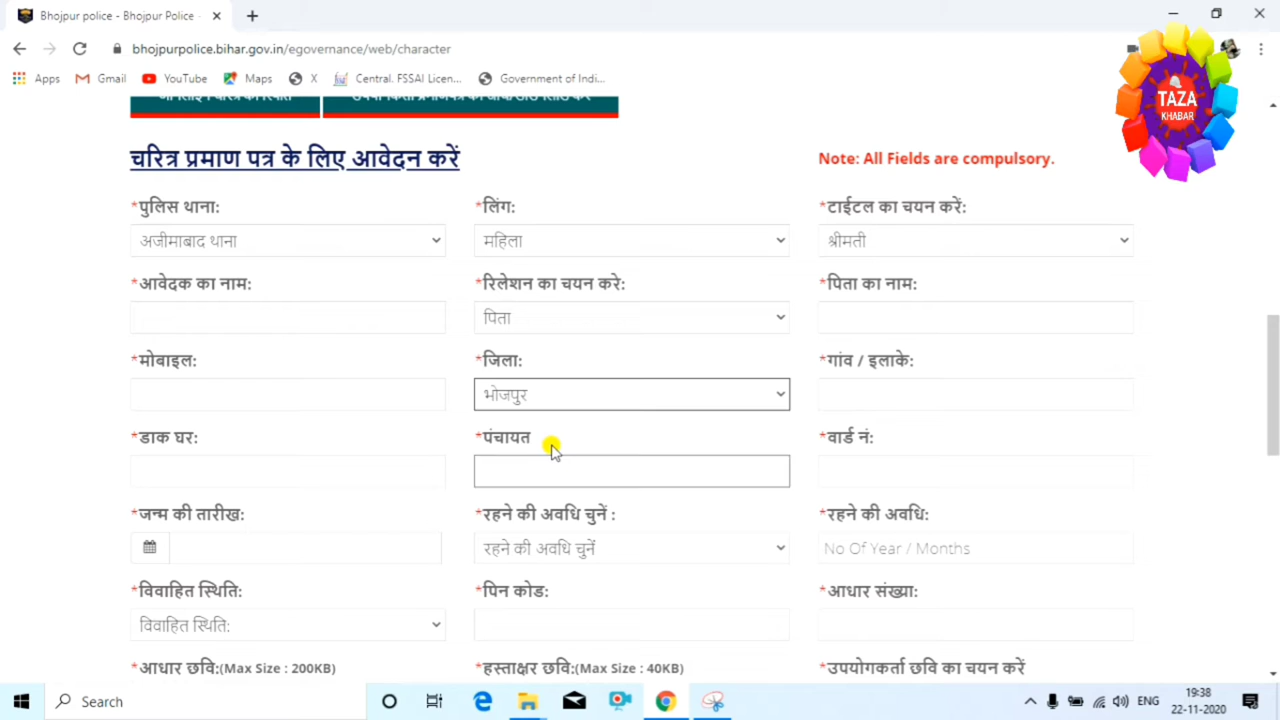 Bhojpur police - Bhojpur Police -
bhojpurpolice.bihar.gov.in/egovernance/web/character
Apps Gmail YouTube Maps X Central. FSSAI Licen... Government of Indi...
TAZA
KHABAR
चरित्र प्रमाण पत्र के लिए आवेदन करें
Note: All Fields are compulsory.
*पुलिस थाना: *लिंग: *टाईटल का चयन करें:
अजीमाबाद थाना महिला श्रीमती
*आवेदक का नाम: *रिलेशन का चयन करे: *पिता का नाम:
पिता
*मोबाइल: *जिला: *गांव / इलाके:
भोजपुर
*डाक घर: *पंचायत *वार्ड नं:
*जन्म की तारीख: *रहने की अवधि चुनें : *रहने की अवधि:
रहने की अवधि चुनें No Of Year / Months
*विवाहित स्थिति: *पिन कोड: *आधार संख्या:
विवाहित स्थिति:
*आधार छवि:(Max Size : 200KB) *हस्ताक्षर छवि:(Max Size : 40KB) *उपयोगकर्ता छवि का चयन करें
Search ENG 19:38
22-11-2020